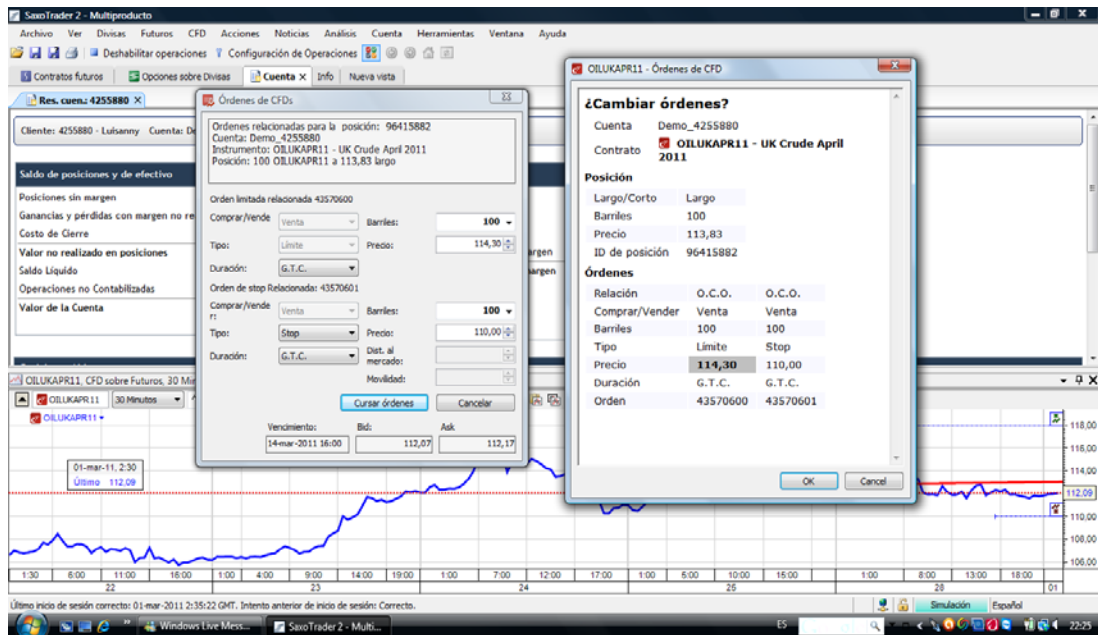 SaxoTrader 2 - Multiproducto
Archivo Ver Divisas Futuros CFD Acciones Noticias Análisis Cuenta Herramientas Ventana Ayuda
Deshabilitar operaciones Configuración de Operaciones
Contratos futuros Opciones sobre Divisas Cuenta X Info Nueva vista
Res. cuen.: 4255880 X
Cliente: 4255880 - Luisanny Cuenta: De
Saldo de posiciones y de efectivo
Posiciones sin margen
Ganancias y pérdidas con margen no re
Costo de Cierre
Valor no realizado en posiciones
Saldo Líquido
Operaciones no Contabilizadas
Valor de la Cuenta
argen
argen
Órdenes de CFDs
Ordenes relacionadas para la posición: 96415882
Cuenta: Demo_4255880
Instrumento: OILUKAPR11 - UK Crude April 2011
Posición: 100 OILUKAPR11 a 113,83 largo
Orden limitada relacionada 43570600
Comprar/Vende Venta Barriles: 100
Tipo: Límite Precio: 114,30
Duración: G.T.C.
Orden de stop Relacionada: 43570601
Comprar/Vende
r: Venta Barriles: 100
Tipo: Stop Precio: 110,00
Duración: G.T.C. Dist. al
mercado:
Movilidad:
Cursar órdenes Cancelar
Vencimiento: Bid: Ask
14-mar-2011 16:00 112,07 112,17
OILUKAPR11 - Órdenes de CFD
¿Cambiar órdenes?
Cuenta Demo_4255880
Contrato OILUKAPR11 - UK Crude April
2011
Posición
Largo/Corto Largo
Barriles 100
Precio 113,83
ID de posición 96415882
Órdenes
Relación O.C.O. O.C.O.
Comprar/Vender Venta Venta
Barriles 100 100
Tipo Límite Stop
Precio 114,30 110,00
Duración G.T.C. G.T.C.
Orden 43570600 43570601
OK Cancel
OILUKAPR11, CFD sobre Futuros, 30 Min
OILUKAPR11 30 Minutos
OILUKAPR11
01-mar-11, 2:30
Último 112,09
118,00
116,00
114,00
112,09
110,00
108,00
106,00
1:30 6:00 11:00 16:00 1:00 4:00 9:00 14:00 19:00 1:00 7:00 12:00 17:00 1:00 5:00 10:00 15:00 1:00 8:00 13:00 18:00
22 23 24 25 28 01
Último inicio de sesión correcto: 01-mar-2011 2:35:22 GMT. Intento anterior de inicio de sesión: Correcto.
Simulación Español
Windows Live Mess... SaxoTrader 2 - Multi... ES 22:25